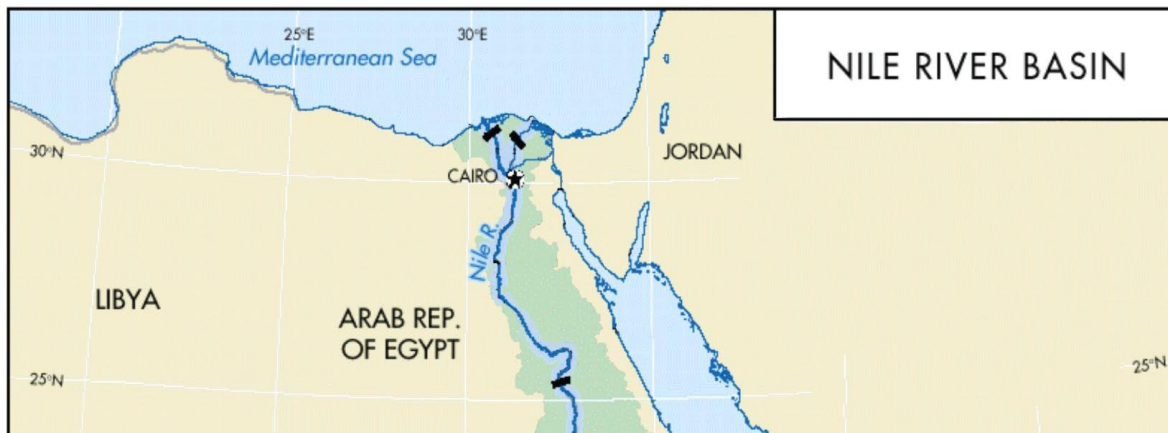 25°E
30°E
Mediterranean Sea
NILE RIVER BASIN
30°N
JORDAN
CAIRO
Nile R.
LIBYA
ARAB REP.
OF EGYPT
25°N
25°N